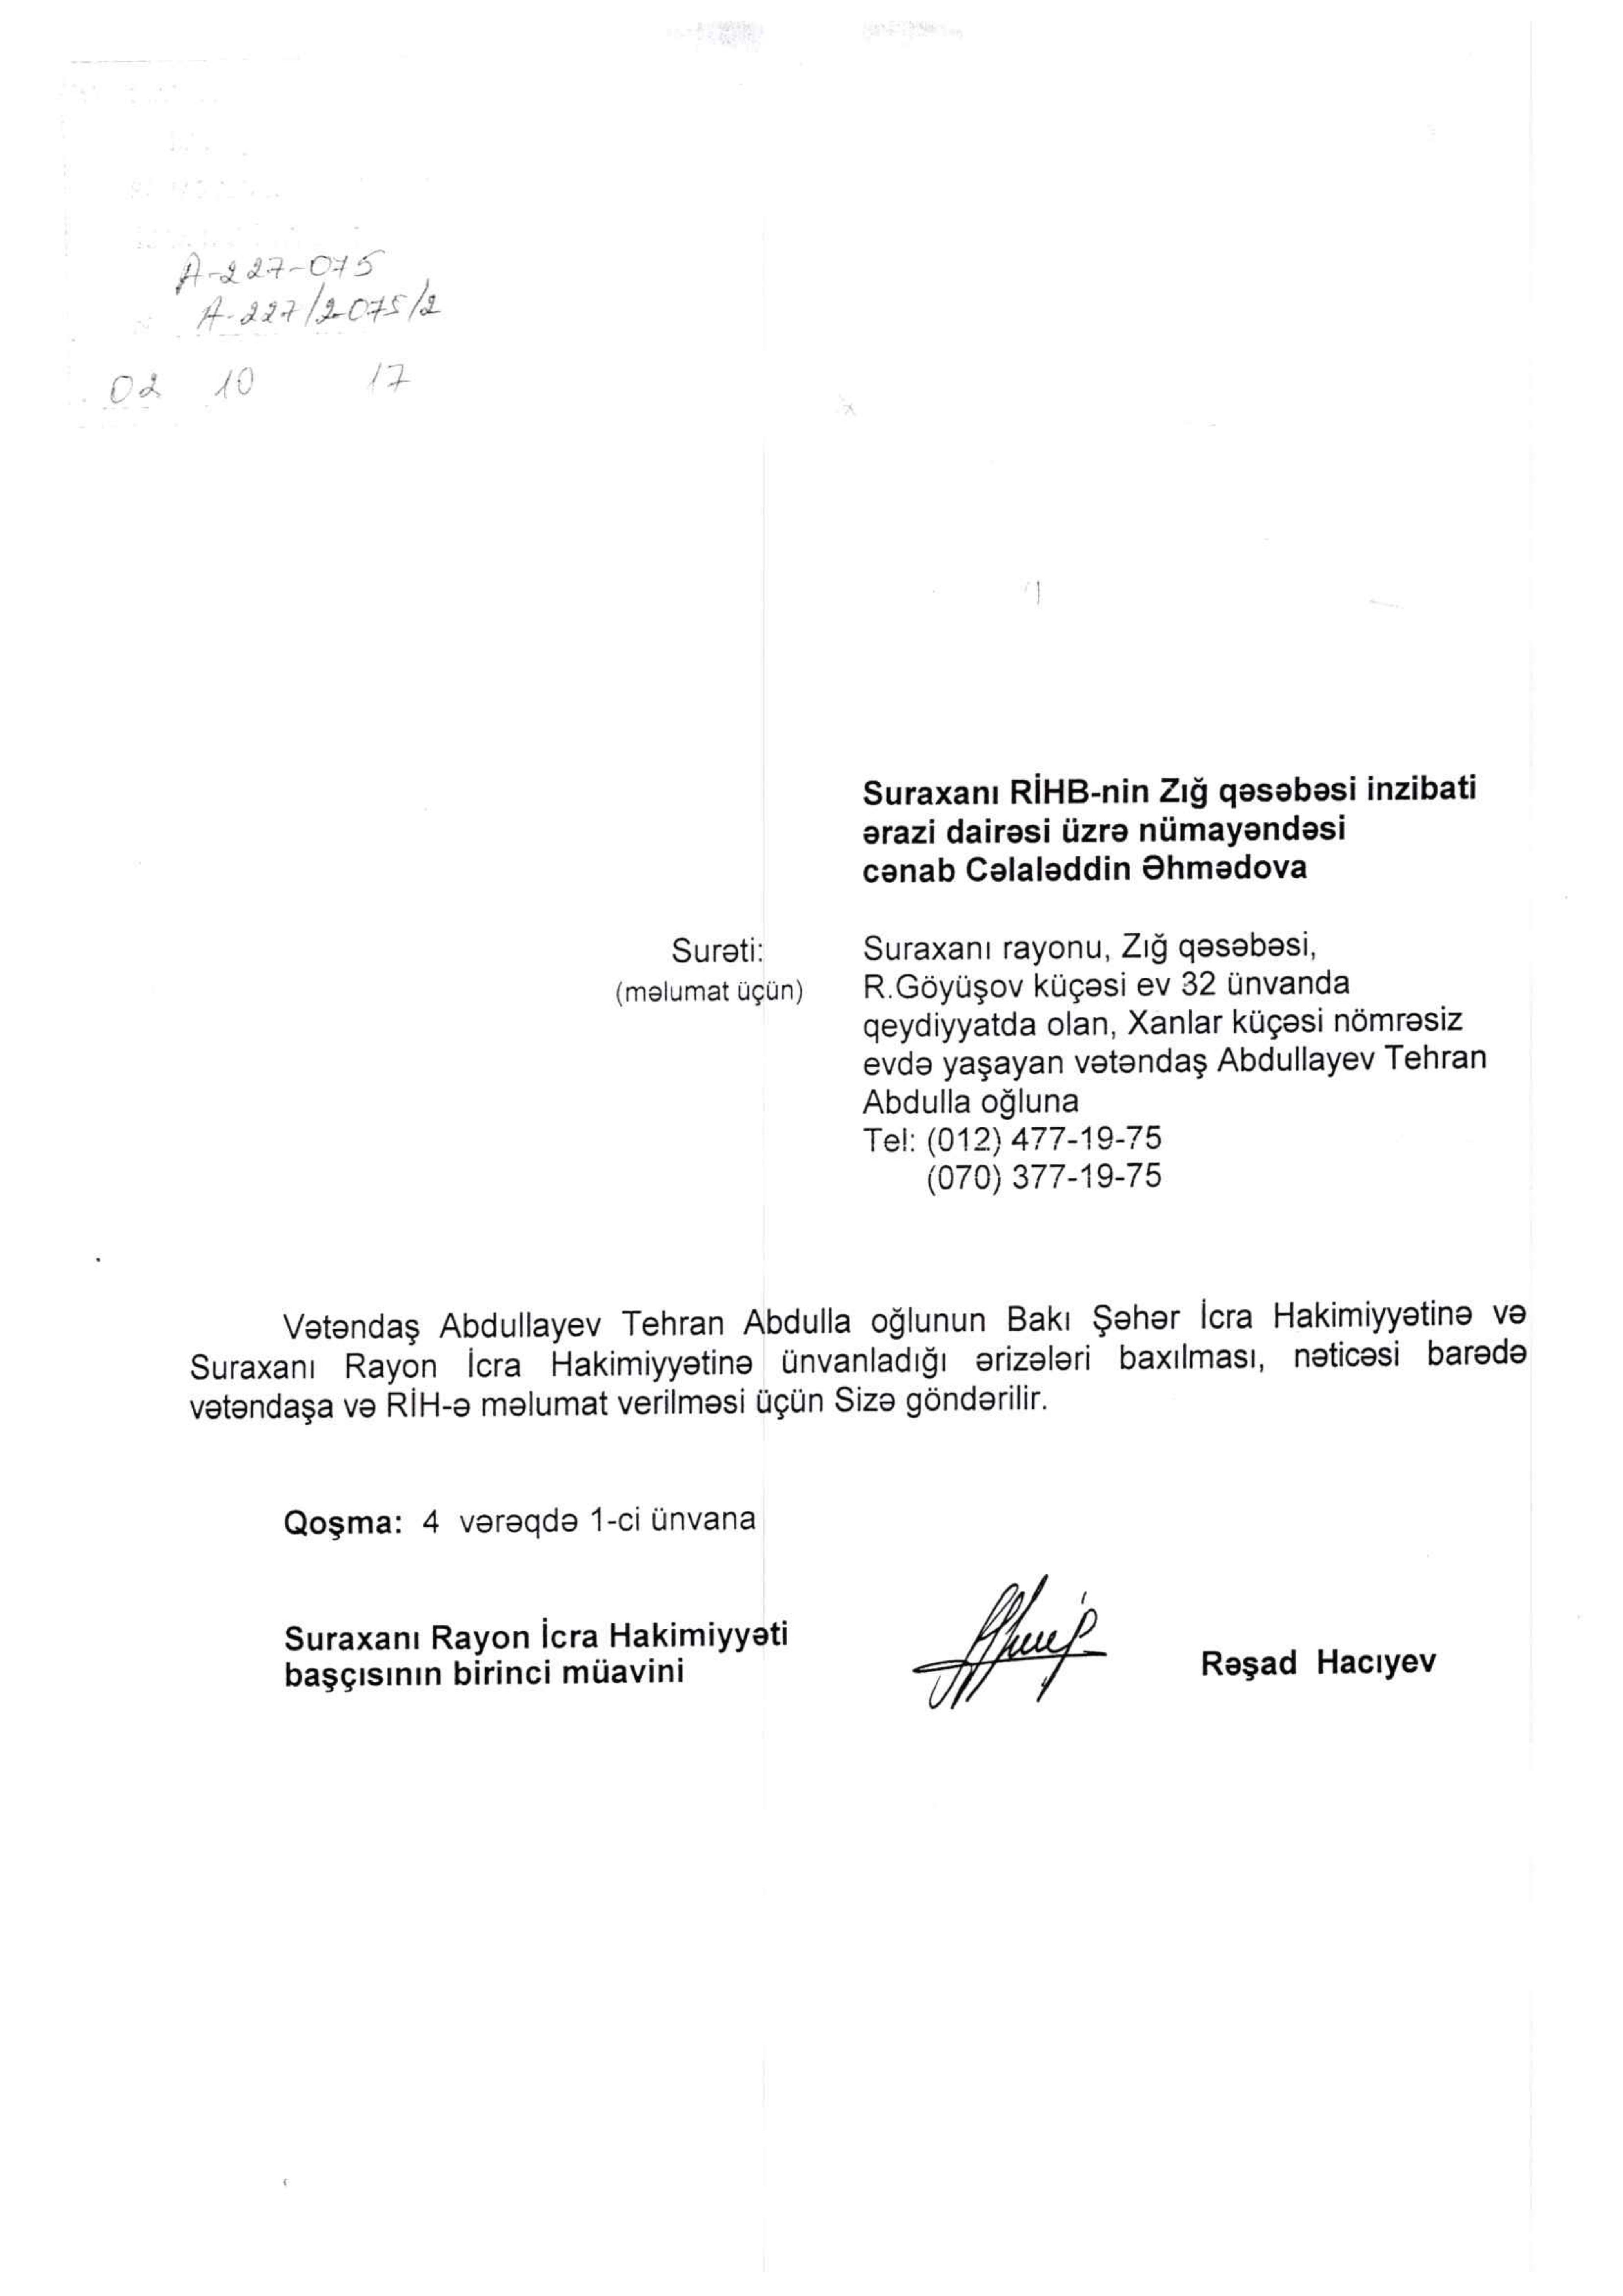 A-227-075
A-227/2-075/2
02 10 17
Suraxanı RİHB-nin Zığ qəsəbəsi inzibati
ərazi dairəsi üzrə nümayəndəsi
cənab Cəlaləddin Əhmədova
Surəti:
(məlumat üçün)
Suraxanı rayonu, Zığ qəsəbəsi,
R.Göyüşov küçəsi ev 32 ünvanda
qeydiyyatda olan, Xanlar küçəsi nömrəsiz
evdə yaşayan vətəndaş Abdullayev Tehran
Abdulla oğluna
Tel: (012) 477-19-75
(070) 377-19-75
Vətəndaş Abdullayev Tehran Abdulla oğlunun Bakı Şəhər İcra Hakimiyyətinə və
Suraxanı Rayon İcra Hakimiyyətinə ünvanladığı ərizələri baxılması, nəticəsi barədə
vətəndaşa və RİH-ə məlumat verilməsi üçün Sizə göndərilir.
Qoşma: 4 vərəqdə 1-ci ünvana
Suraxanı Rayon İcra Hakimiyyəti
başçısının birinci müavini
Rəşad Hacıyev